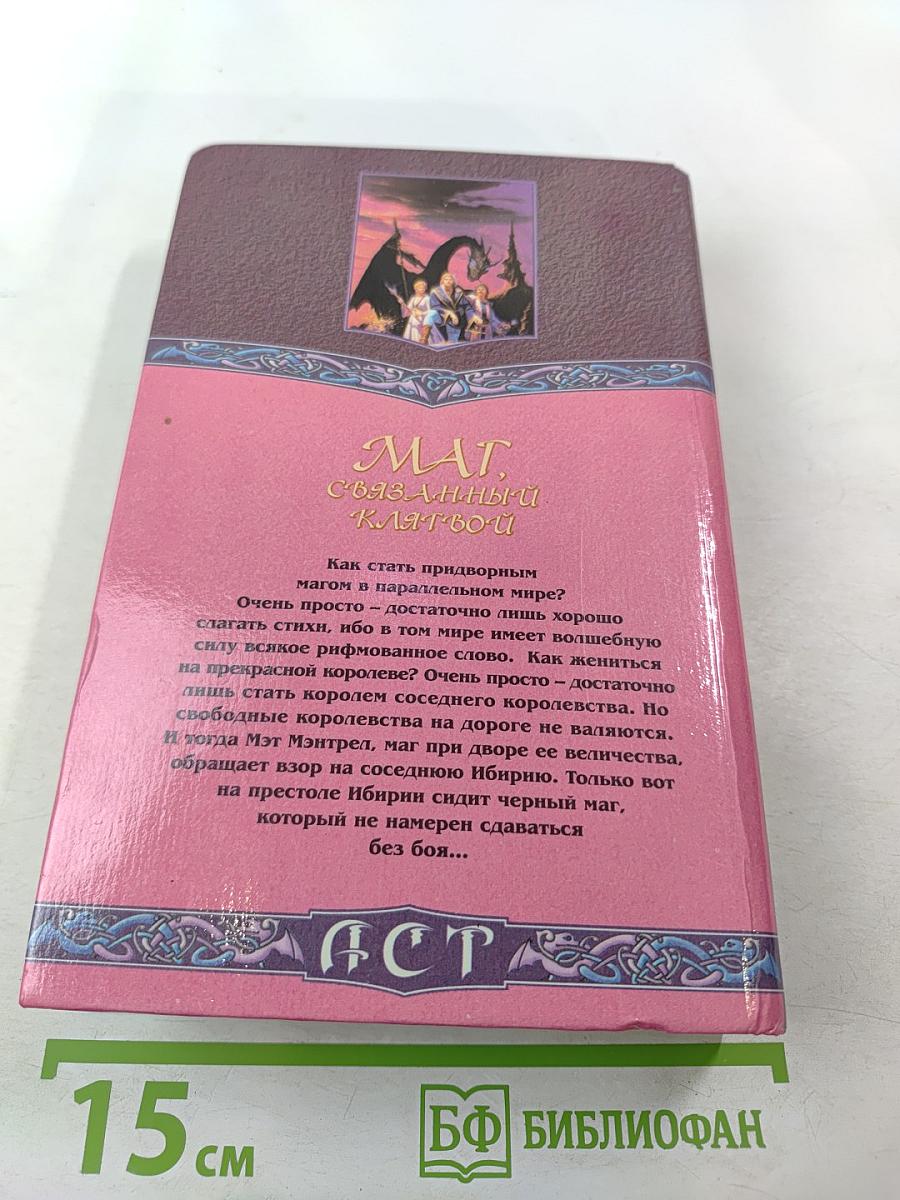 МАГ,
СВЯЗАННЫЙ
КЛЯТВОЙ
Как стать придворным
магом в параллельном мире?
Очень просто – достаточно лишь хорошо
слагать стихи, ибо в том мире имеет волшебную
силу всякое рифмованное слово. Как жениться
на прекрасной королеве? Очень просто – достаточно
лишь стать королем соседнего королевства. Но
свободные королевства на дороге не валяются.
И тогда Мэт Мэнтрел, маг при дворе ее величества,
обращает взор на соседнюю Ибирию. Только вот
на престоле Ибирии сидит черный маг,
который не намерен сдаваться
без боя...
АСТ
15 см
БФ БИБЛИОФАН